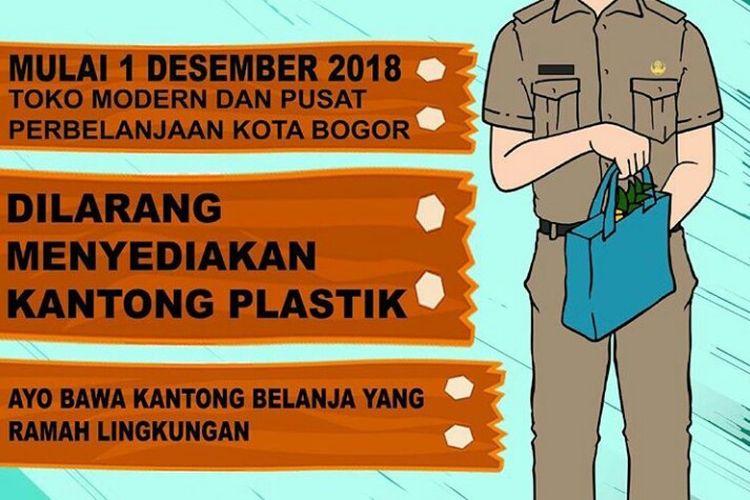 MULAI 1 DESEMBER 2018
TOKO MODERN DAN PUSAT
PERBELANJAAN KOTA BOGOR
DILARANG
MENYEDIAKAN
KANTONG PLASTIK
AYO BAWA KANTONG BELANJA YANG
RAMAH LINGKUNGAN